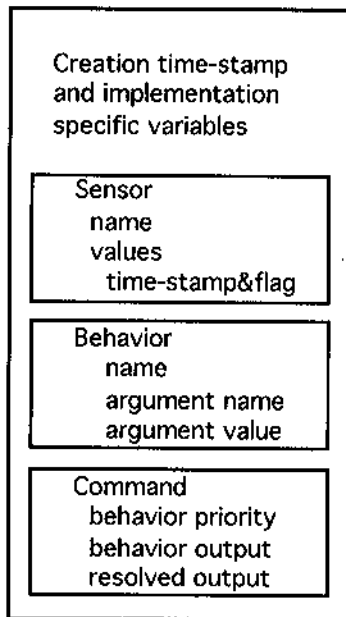 Creation time-stamp
and implementation
specific variables
Sensor
name
values
time-stamp&flag
Behavior
name
argument name
argument value
Command
behavior priority
behavior output
resolved output